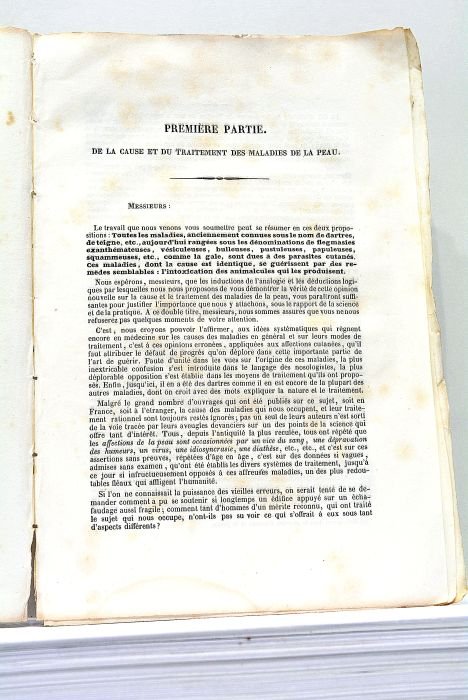 PREMIÈRE PARTIE.
DE LA CAUSE ET DU TRAITEMENT DES MALADIES DE LA PEAU.
MESSIEURS :
Le travail que nous venons vous soumettre peut se résumer en ces deux propo-
sitions : Toutes les maladies, anciennement connues sous le nom de dartres,
de teigne, etc., aujourd'hui rangées sous les dénominations de flegmasies
exanthémateuses, vésiculeuses, bulleuses, pustuleuses, papuleuses,
squammeuses, etc., comme la gale, sont dues à des parasites cutanés.
Ces maladies, dont la cause est identique, se guérissent par des re-
mèdes semblables : l'intoxication des animalcules qui les produisent.
Nous espérons, messieurs, que les inductions de l'analogie et les déductions logi-
ques par lesquelles nous nous proposons de vous démontrer la vérité de cette opinion
nouvelle sur la cause et le traitement des maladies de la peau, vous paraîtront suffi-
santes pour justifier l'importance que nous y attachons, sous le rapport de la science
et de la pratique. A ce double titre, messieurs, nous sommes assurés que vous ne nous
refuserez pas quelques moments de votre attention.
C'est, nous croyons pouvoir l'affirmer, aux idées systématiques qui règnent
encore en médecine sur les causes des maladies en général et sur leurs modes de
traitement, c'est à ces opinions erronées, appliquées aux affections cutanées, qu'il
faut attribuer le défaut de progrès qu'on déplore dans cette importante partie de
l'art de guérir. Faute d'unité dans les vues sur l'origine de ces maladies, la plus
inextricable confusion s'est introduite dans le langage des nosologistes, la plus
déplorable opposition s'est établie dans les moyens de traitement qu'ils ont propo-
sés. Enfin, jusqu'ici, il en a été des dartres comme il en est encore de la plupart des
autres maladies, dont on croit avec des mots expliquer la nature et le traitement.
Malgré le grand nombre d'ouvrages qui ont été publiés sur ce sujet, soit en
France, soit à l'étranger, la cause des maladies qui nous occupent, et leur traite-
ment rationnel sont toujours restés ignorés; pas un seul de leurs auteurs n'est sorti
de la voie tracée par leurs aveugles devanciers sur un des points de la science qui
offre tant d'intérêt. Tous, depuis l'antiquité la plus reculée, tous ont répété que
les affections de la peau sont occasionnées par un vice du sang, une dépravation
des humeurs, un virus, une idiosyncrasie, une diathèse, etc., etc., et c'est sur ces
assertions sans preuves, répétées d'âge en âge, c'est sur des données si vagues,
admises sans examen, qu'ont été établis les divers systèmes de traitement, jusqu'à
ce jour si infructueusement opposés à ces affreuses maladies, un des plus redou-
tables fléaux qui affligent l'humanité.
Si l'on ne connaissait la puissance des vieilles erreurs, on serait tenté de se de-
mander comment a pu se soutenir si longtemps un édifice appuyé sur un écha-
faudage aussi fragile; comment tant d'hommes d'un mérite reconnu, qui ont traité
le sujet qui nous occupe, n'ont-ils pas su voir ce qui s'offrait à eux sous tant
d'aspects différents?